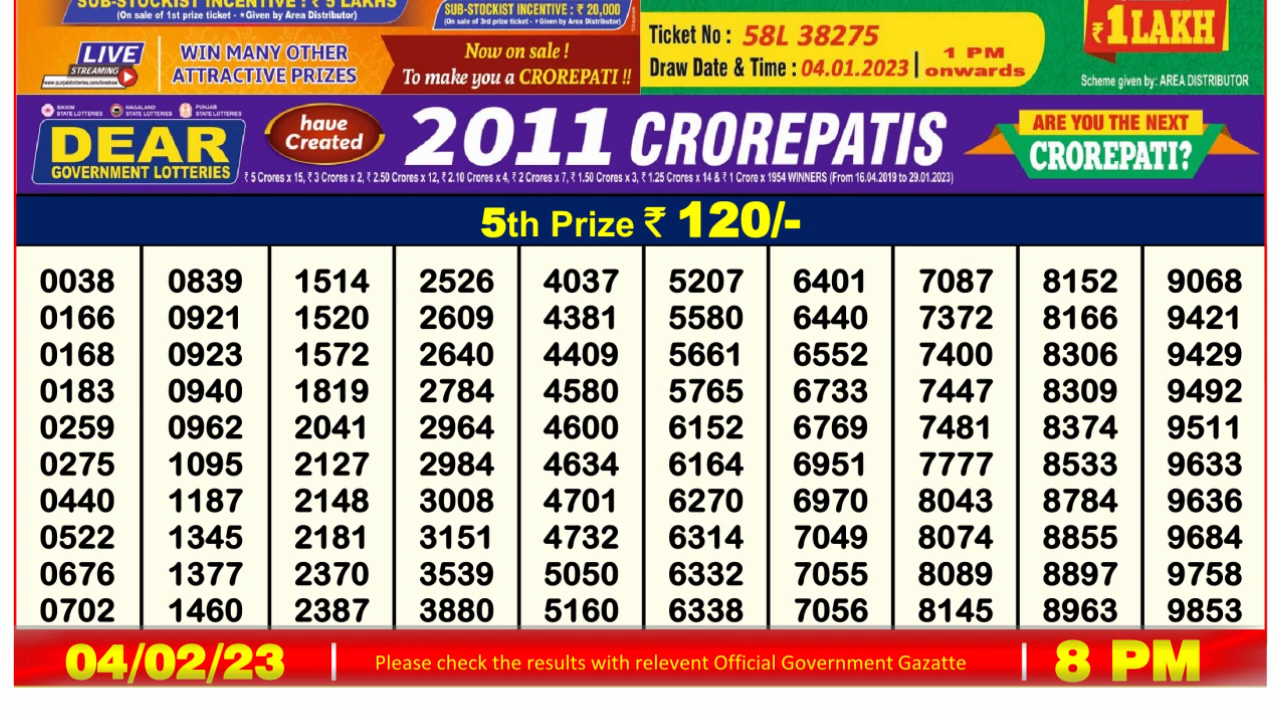 SUB-STOCKIST INCENTIVE : ₹ 5 LAKHS
(On sale of 1st prize ticket - *Given by Area Distributor)
SUB-STOCKIST INCENTIVE : ₹ 20,000
(On sale of 3rd prize ticket - *Given by Area Distributor)
LIVE
STREAMING
WIN MANY OTHER
ATTRACTIVE PRIZES
Now on sale !
To make you a CROREPATI !!
Ticket No : 58L 38275
Draw Date & Time : 04.01.2023 | 1 PM onwards
₹1 LAKH
Scheme given by: AREA DISTRIBUTOR
SIKKIM STATE LOTTERIES NAGALAND STATE LOTTERIES PUNJAB STATE LOTTERIES
DEAR
GOVERNMENT LOTTERIES
have
Created
2011 CROREPATIS
₹ 5 Crores x 15, ₹ 3 Crores x 2, ₹ 2.50 Crores x 12, ₹ 2.10 Crores x 4, ₹ 2 Crores x 7, ₹ 1.50 Crores x 3, ₹ 1.25 Crores x 14 & ₹ 1 Crore x 1954 WINNERS (From 16.04.2019 to 29.01.2023)
ARE YOU THE NEXT
CROREPATI?
5th Prize ₹ 120/-
0038 0839 1514 2526 4037 5207 6401 7087 8152 9068
0166 0921 1520 2609 4381 5580 6440 7372 8166 9421
0168 0923 1572 2640 4409 5661 6552 7400 8306 9429
0183 0940 1819 2784 4580 5765 6733 7447 8309 9492
0259 0962 2041 2964 4600 6152 6769 7481 8374 9511
0275 1095 2127 2984 4634 6164 6951 7777 8533 9633
0440 1187 2148 3008 4701 6270 6970 8043 8784 9636
0522 1345 2181 3151 4732 6314 7049 8074 8855 9684
0676 1377 2370 3539 5050 6332 7055 8089 8897 9758
0702 1460 2387 3880 5160 6338 7056 8145 8963 9853
04/02/23 | Please check the results with relevent Official Government Gazatte | 8 PM